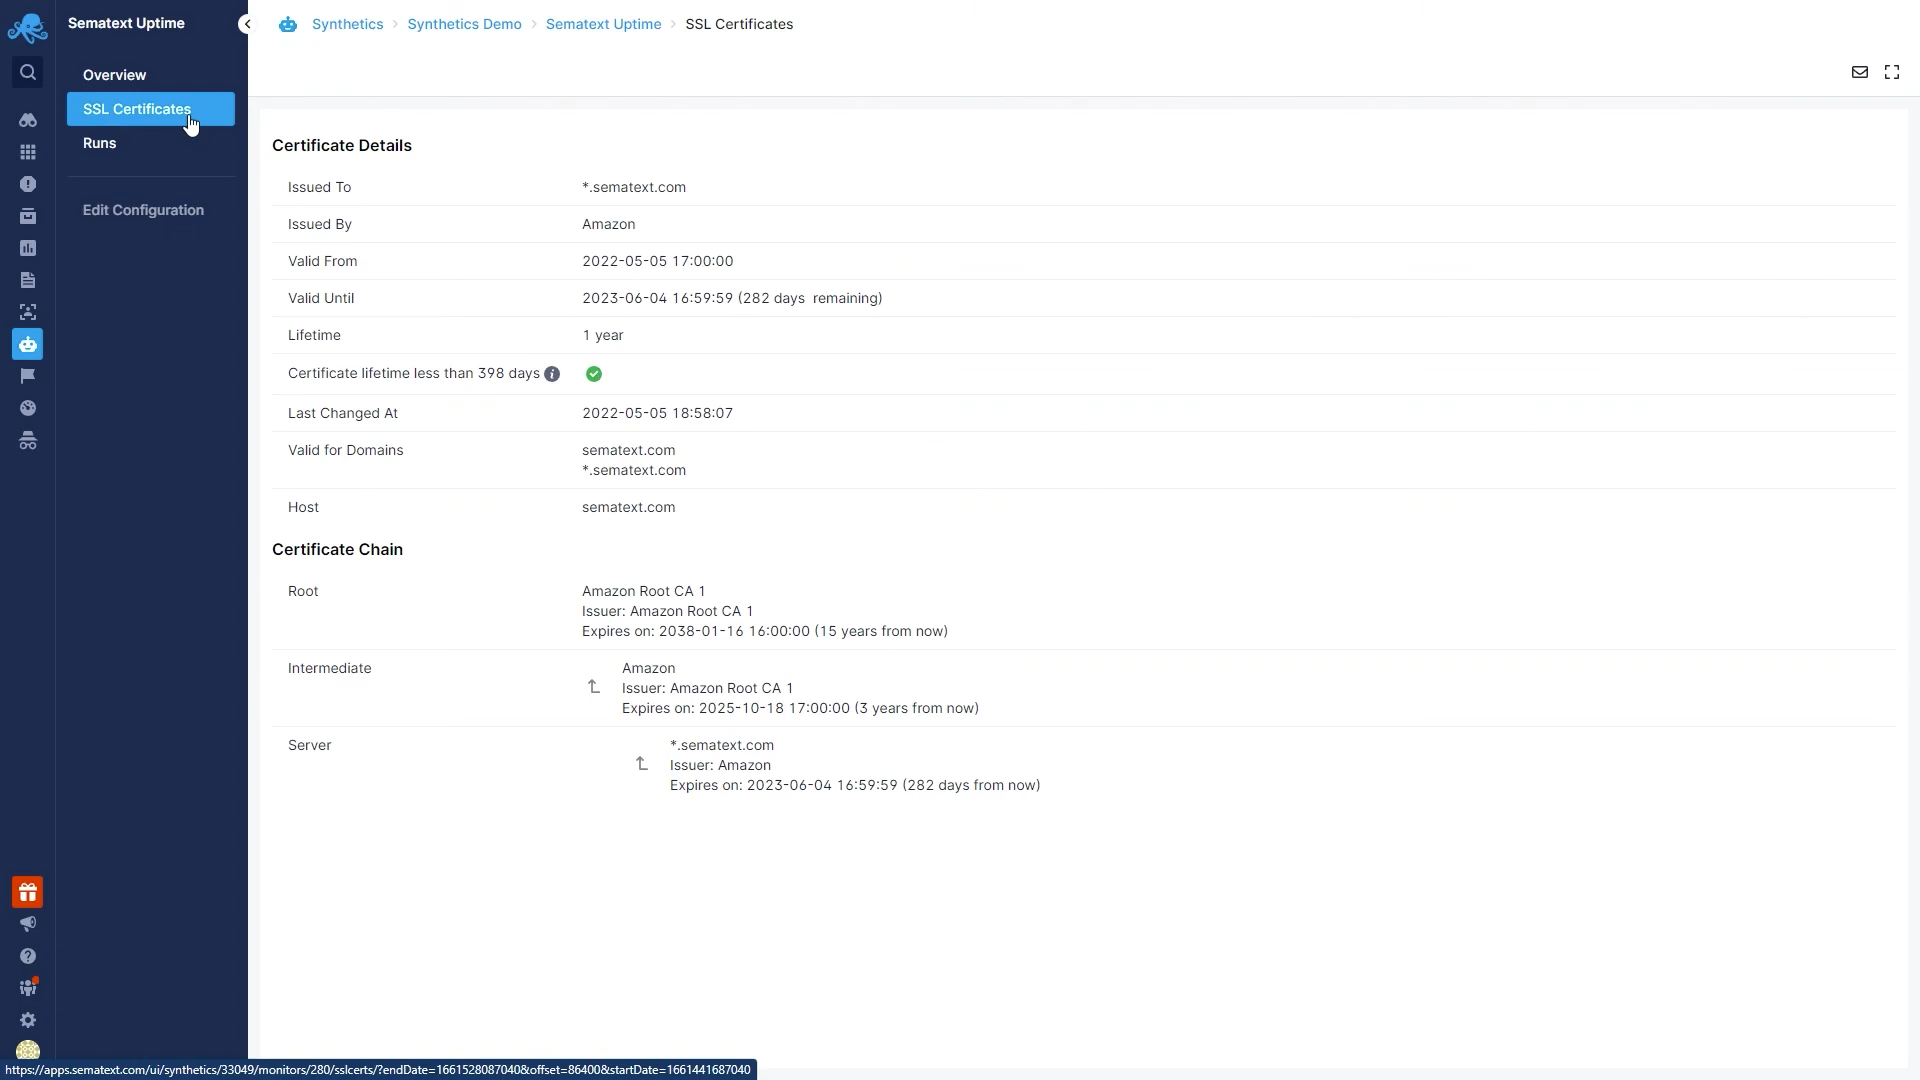 Sematext Uptime
Synthetics
Synthetics Demo
Sematext Uptime
SSL Certificates
Overview
SSL Certificates
Runs
Edit Configuration
Certificate Details
Issued To *.sematext.com
Issued By Amazon
Valid From 2022-05-05 17:00:00
Valid Until 2023-06-04 16:59:59 (282 days remaining)
Lifetime 1 year
Certificate lifetime less than 398 days
Last Changed At 2022-05-05 18:58:07
Valid for Domains sematext.com
*.sematext.com
Host sematext.com
Certificate Chain
Root Amazon Root CA 1
Issuer: Amazon Root CA 1
Expires on: 2038-01-16 16:00:00 (15 years from now)
Intermediate Amazon
Issuer: Amazon Root CA 1
Expires on: 2025-10-18 17:00:00 (3 years from now)
Server *.sematext.com
Issuer: Amazon
Expires on: 2023-06-04 16:59:59 (282 days from now)
https://apps.sematext.com/ui/synthetics/33049/monitors/280/sslcerts/?endDate=1661528087040&offset=86400&startDate=1661441687040